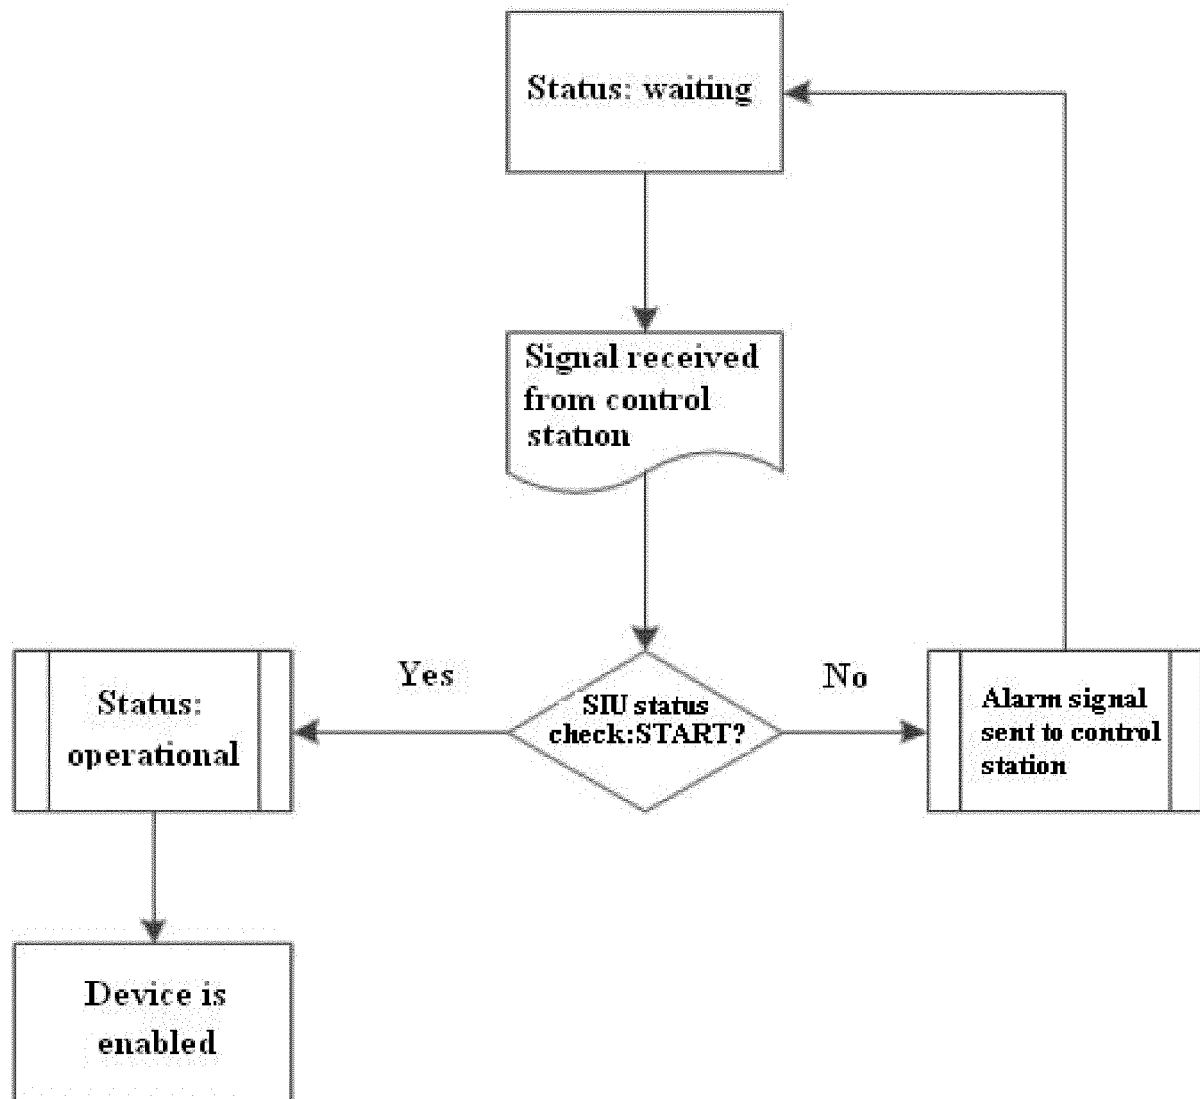 Status: waiting
Signal received
from control
station
Yes
No
SIU status
check:START?
Status:
operational
Alarm signal
sent to control
station
Device is
enabled